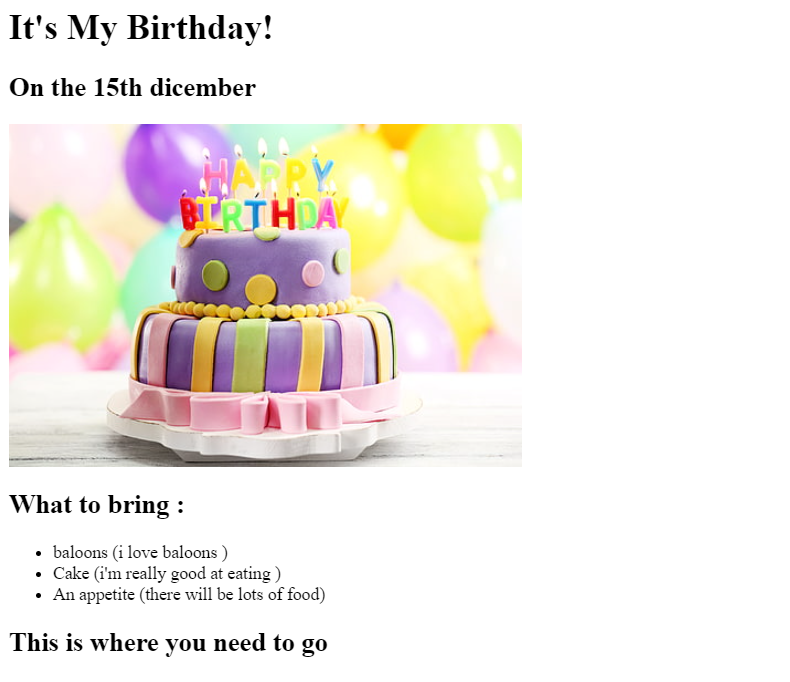 It's My Birthday!
On the 15th dicember
HAPPY
BIRTHDAY
What to bring :
baloons (i love baloons )
Cake (i'm really good at eating )
An appetite (there will be lots of food)
This is where you need to go